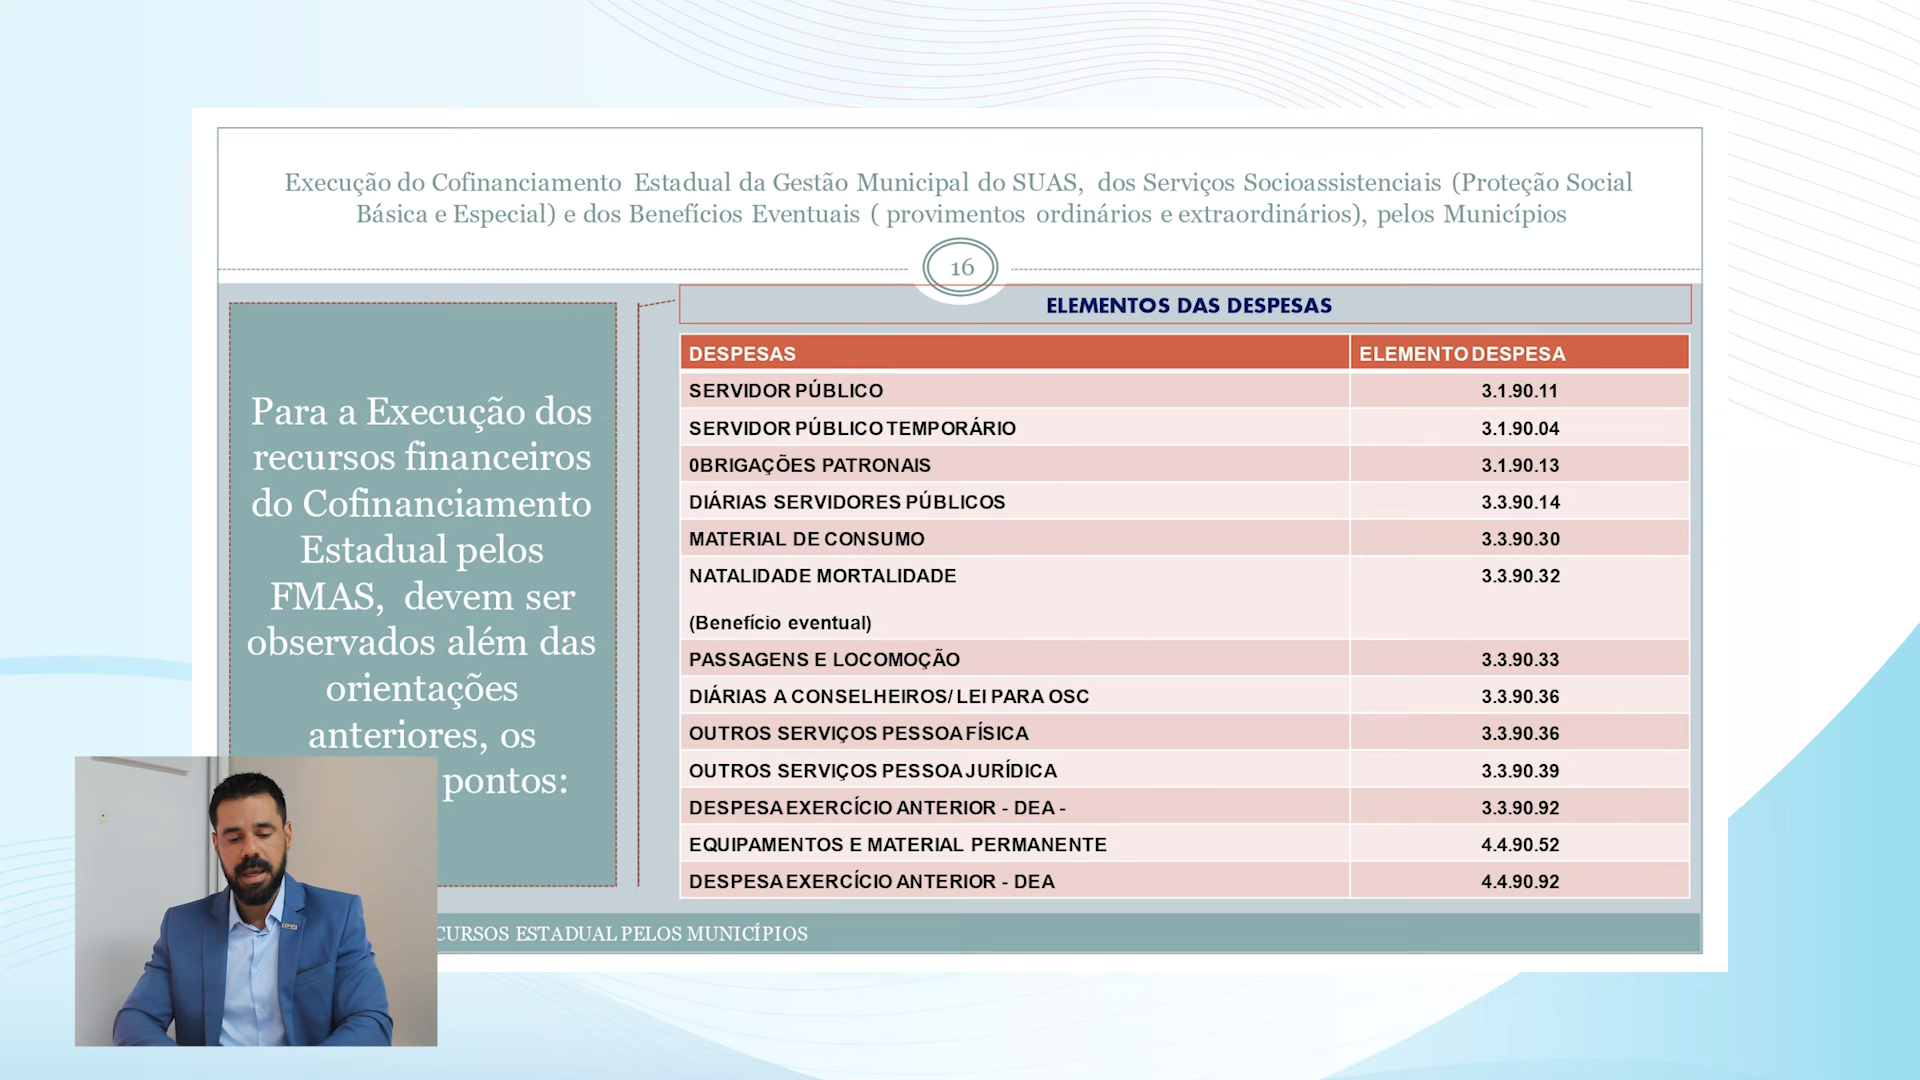 Execução do Cofinanciamento Estadual da Gestão Municipal do SUAS, dos Serviços Socioassistenciais (Proteção Social
Básica e Especial) e dos Benefícios Eventuais ( provimentos ordinários e extraordinários), pelos Municípios
16
Para a Execução dos
recursos financeiros
do Cofinanciamento
Estadual pelos
FMAS, devem ser
observados além das
orientações
anteriores, os
pontos:
ELEMENTOS DAS DESPESAS
DESPESAS ELEMENTO DESPESA
SERVIDOR PÚBLICO 3.1.90.11
SERVIDOR PÚBLICO TEMPORÁRIO 3.1.90.04
0BRIGAÇÕES PATRONAIS 3.1.90.13
DIÁRIAS SERVIDORES PÚBLICOS 3.3.90.14
MATERIAL DE CONSUMO 3.3.90.30
NATALIDADE MORTALIDADE 3.3.90.32
(Benefício eventual)
PASSAGENS E LOCOMOÇÃO 3.3.90.33
DIÁRIAS A CONSELHEIROS/ LEI PARA OSC 3.3.90.36
OUTROS SERVIÇOS PESSOA FÍSICA 3.3.90.36
OUTROS SERVIÇOS PESSOA JURÍDICA 3.3.90.39
DESPESA EXERCÍCIO ANTERIOR - DEA - 3.3.90.92
EQUIPAMENTOS E MATERIAL PERMANENTE 4.4.90.52
DESPESA EXERCÍCIO ANTERIOR - DEA 4.4.90.92
CURSOS ESTADUAL PELOS MUNICÍPIOS